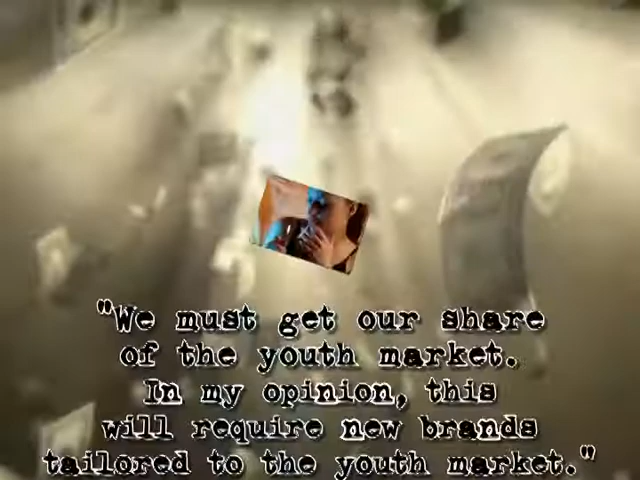 "We must get our share
of the youth market.
In my opinion, this
will require new brands
tailored to the youth market."